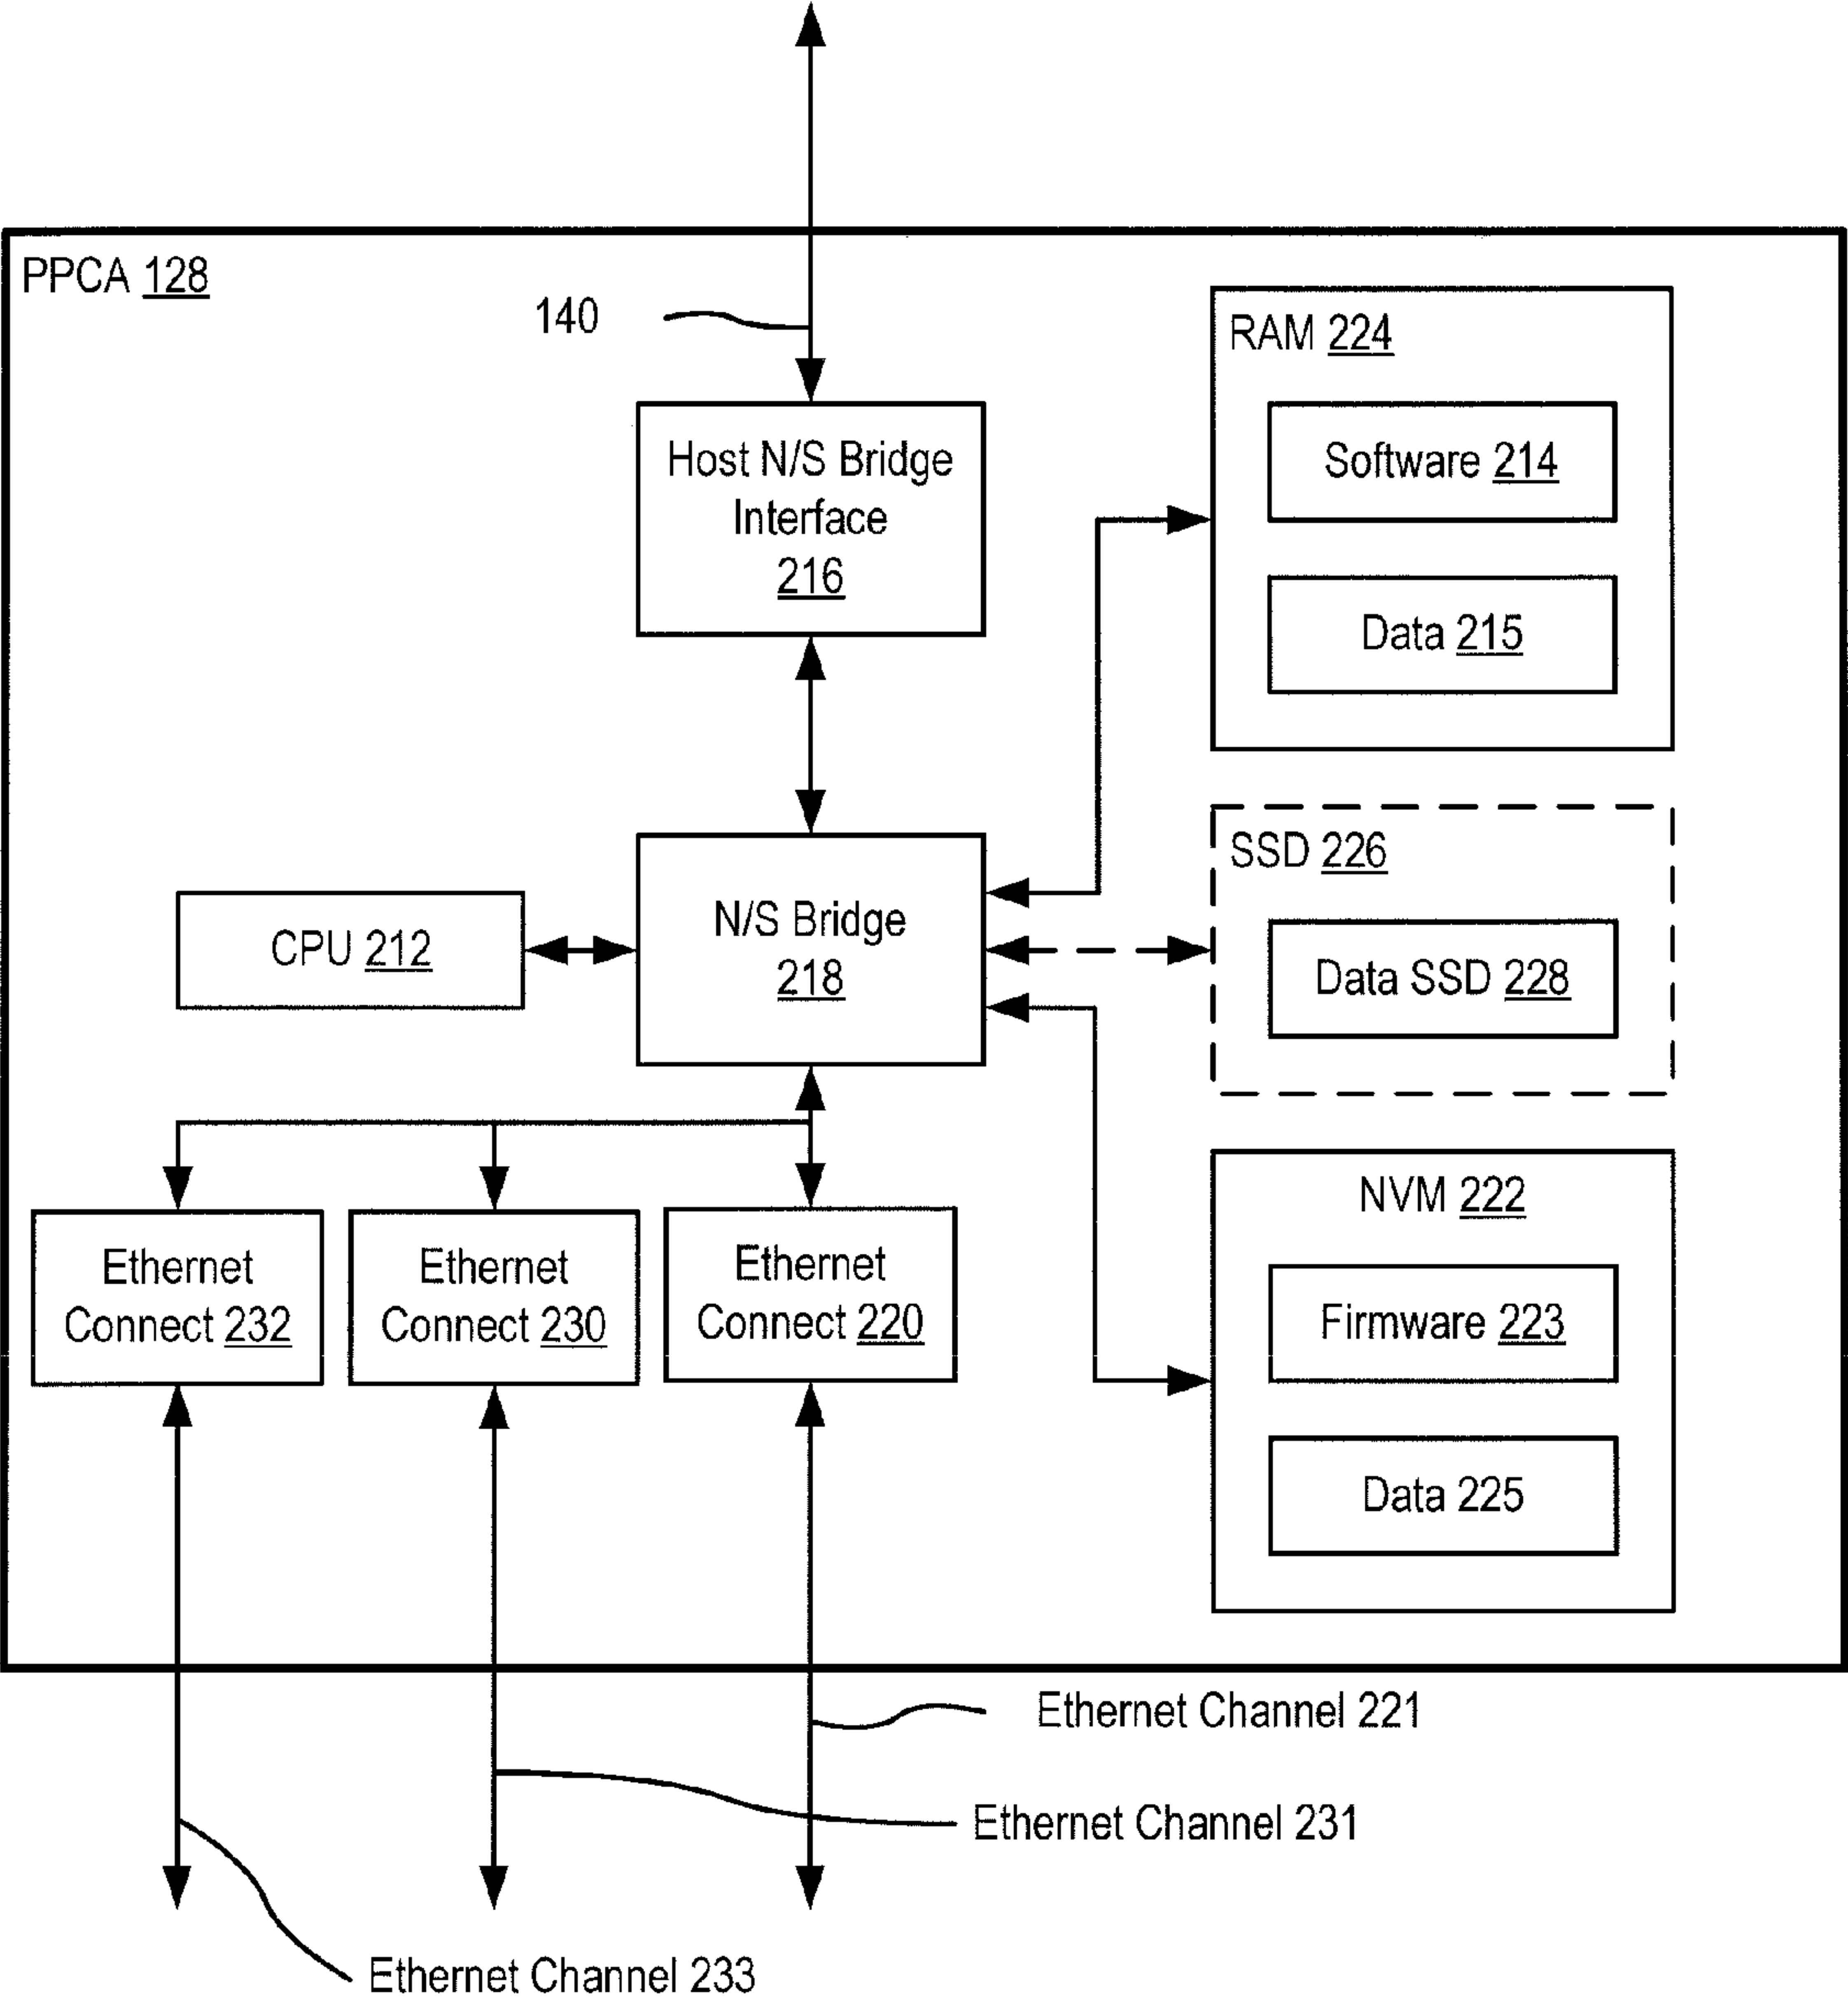 PPCA 128
140
Host N/S Bridge
Interface
216
RAM 224
Software 214
Data 215
SSD 226
Data SSD 228
N/S Bridge
218
CPU 212
NVM 222
Firmware 223
Data 225
Ethernet
Connect 232
Ethernet
Connect 230
Ethernet
Connect 220
Ethernet Channel 221
Ethernet Channel 231
Ethernet Channel 233